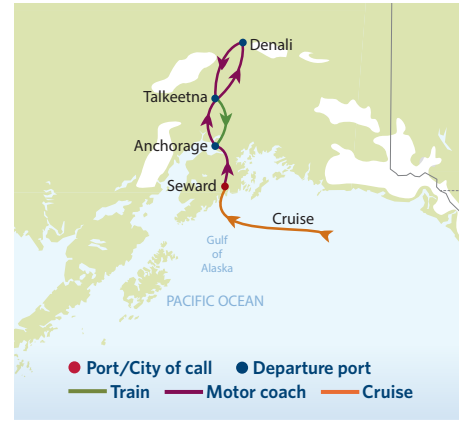 Denali
Talkeetna
Anchorage
Seward
Cruise
Gulf
of
Alaska
PACIFIC OCEAN
Port/City of call Departure port
Train Motor coach Cruise